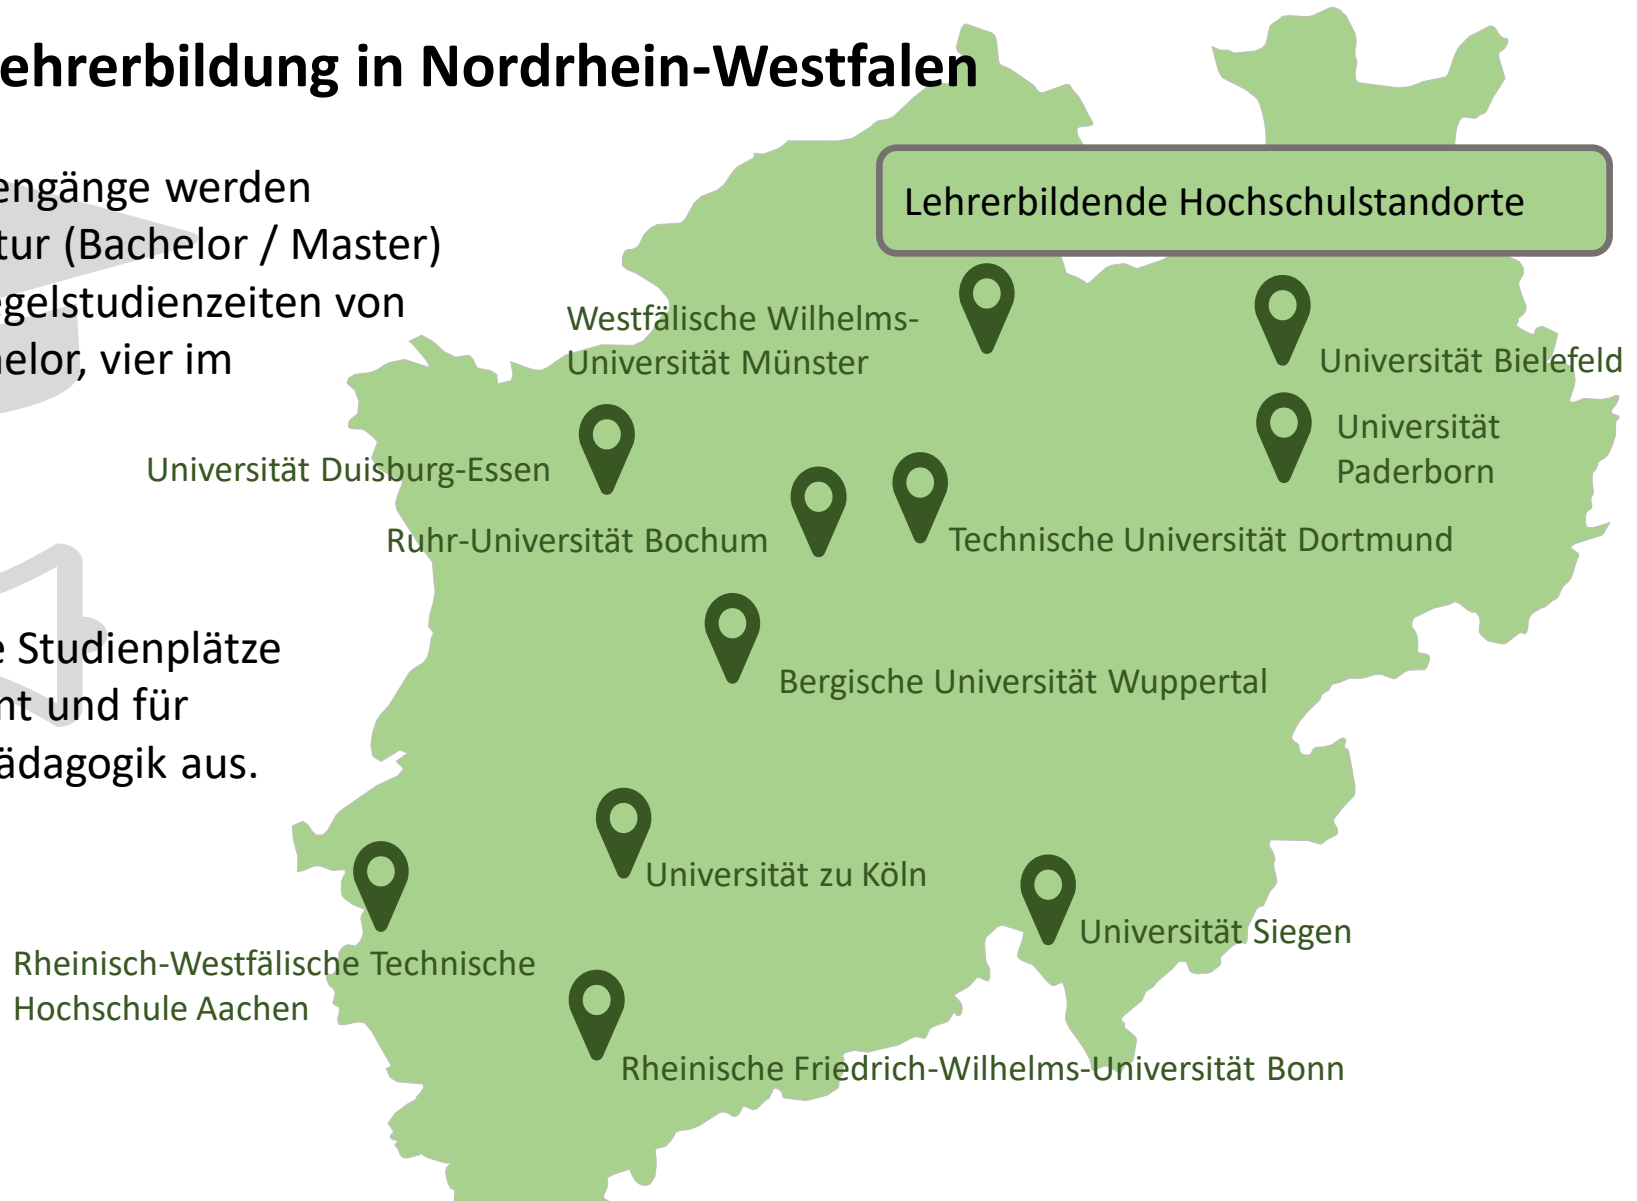 ehrerbildung in Nordrhein-Westfalen
engänge werden
tur (Bachelor / Master)
egelstudienzeiten von
elor, vier im
e Studienplätze
nt und für
ädagogik aus.
Lehrerbildende Hochschulstandorte
Westfälische Wilhelms-
Universität Münster
Universität Bielefeld
Universität
Paderborn
Universität Duisburg-Essen
Ruhr-Universität Bochum
Technische Universität Dortmund
Bergische Universität Wuppertal
Universität zu Köln
Universität Siegen
Rheinisch-Westfälische Technische
Hochschule Aachen
Rheinische Friedrich-Wilhelms-Universität Bonn